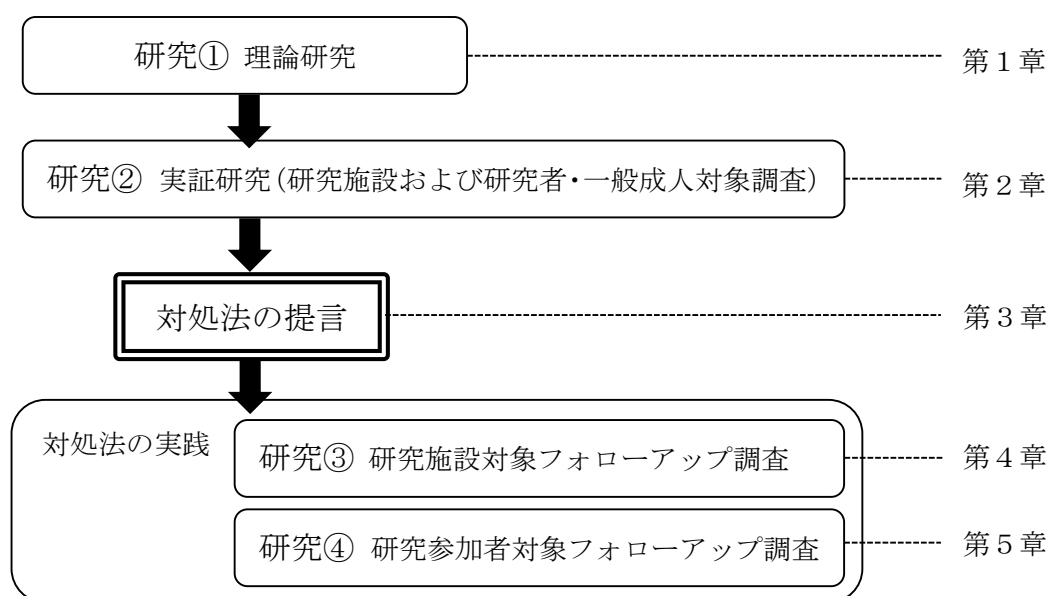 研究① 理論研究
第１章
研究② 実証研究(研究施設および研究者・一般成人対象調査)
第２章
対処法の提言
第３章
対処法の実践
研究③ 研究施設対象フォローアップ調査
第４章
研究④ 研究参加者対象フォローアップ調査
第５章